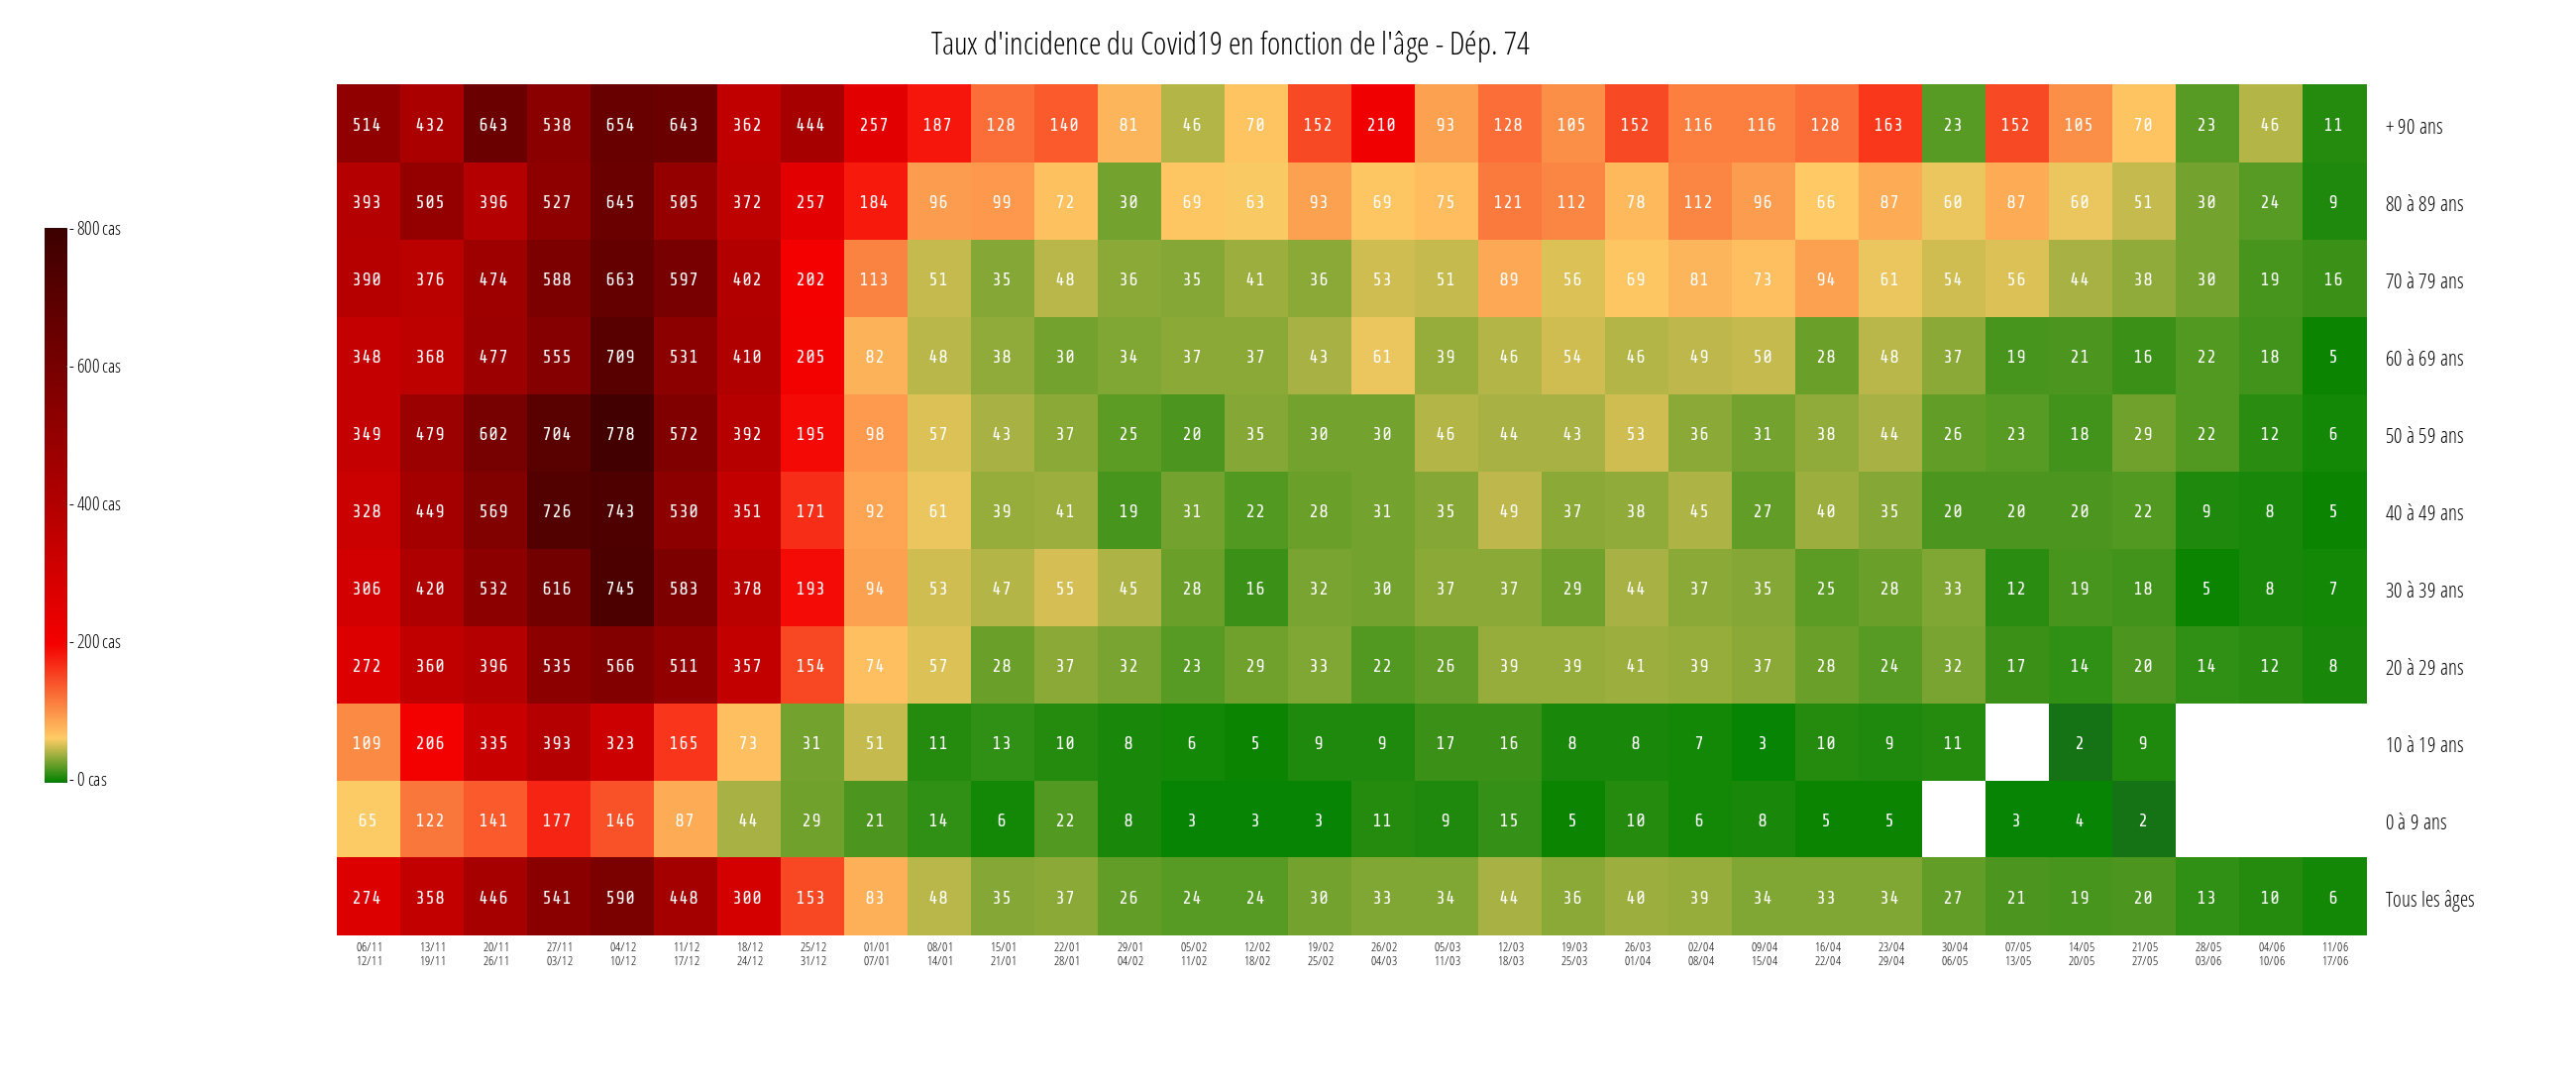 Taux d'incidence du Covid19 en fonction de l'âge - Dép. 74
- 800 cas
- 600 cas
- 400 cas
- 200 cas
- 0 cas
514 432 643 538 654 643 362 444 257 187 128 140 81 46 70 152 210 93 128 105 152 116 116 128 163 23 152 105 70 23 46 11 + 90 ans
393 505 396 527 645 505 372 257 184 96 99 72 30 69 63 93 69 75 121 112 78 112 96 66 87 60 87 60 51 30 24 9 80 à 89 ans
390 376 474 588 663 597 402 202 113 51 35 48 36 35 41 36 53 51 89 56 69 81 73 94 61 54 56 44 38 30 19 16 70 à 79 ans
348 368 477 555 709 531 410 205 82 48 38 30 34 37 37 43 61 39 46 54 46 49 50 28 48 37 19 21 16 22 18 5 60 à 69 ans
349 479 602 704 778 572 392 195 98 57 43 37 25 20 35 30 30 46 44 43 53 36 31 38 44 26 23 18 29 22 12 6 50 à 59 ans
328 449 569 726 743 530 351 171 92 61 39 41 19 31 22 28 31 35 49 37 38 45 27 40 35 20 20 20 22 9 8 5 40 à 49 ans
306 420 532 616 745 583 378 193 94 53 47 55 45 28 16 32 30 37 37 29 44 37 35 25 28 33 12 19 18 5 8 7 30 à 39 ans
272 360 396 535 566 511 357 154 74 57 28 37 32 23 29 33 22 26 39 39 41 39 37 28 24 32 17 14 20 14 12 8 20 à 29 ans
109 206 335 393 323 165 73 31 51 11 13 10 8 6 5 9 9 17 16 8 8 7 3 10 9 11 2 9 10 à 19 ans
65 122 141 177 146 87 44 29 21 14 6 22 8 3 3 3 11 9 15 5 10 6 8 5 5 3 4 2 0 à 9 ans
274 358 446 541 590 448 300 153 83 48 35 37 26 24 24 30 33 34 44 36 40 39 34 33 34 27 21 19 20 13 10 6 Tous les âges
06/11 13/11 20/11 27/11 04/12 11/12 18/12 25/12 01/01 08/01 15/01 22/01 29/01 05/02 12/02 19/02 26/02 05/03 12/03 19/03 26/03 02/04 09/04 16/04 23/04 30/04 07/05 14/05 21/05 28/05 04/06 11/06
12/11 19/11 26/11 03/12 10/12 17/12 24/12 31/12 07/01 14/01 21/01 28/01 04/02 11/02 18/02 25/02 04/03 11/03 18/03 25/03 01/04 08/04 15/04 22/04 29/04 06/05 13/05 20/05 27/05 03/06 10/06 17/06